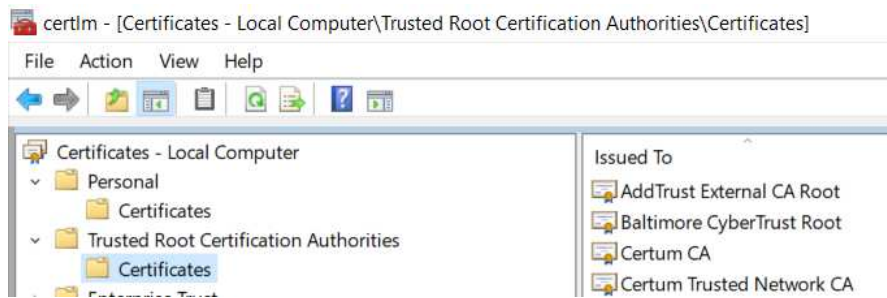 certlm - [Certificates - Local Computer\Trusted Root Certification Authorities\Certificates]
File Action View Help
Certificates - Local Computer
Personal
Certificates
Trusted Root Certification Authorities
Certificates
Enterprise Trust
Issued To
AddTrust External CA Root
Baltimore CyberTrust Root
Certum CA
Certum Trusted Network CA